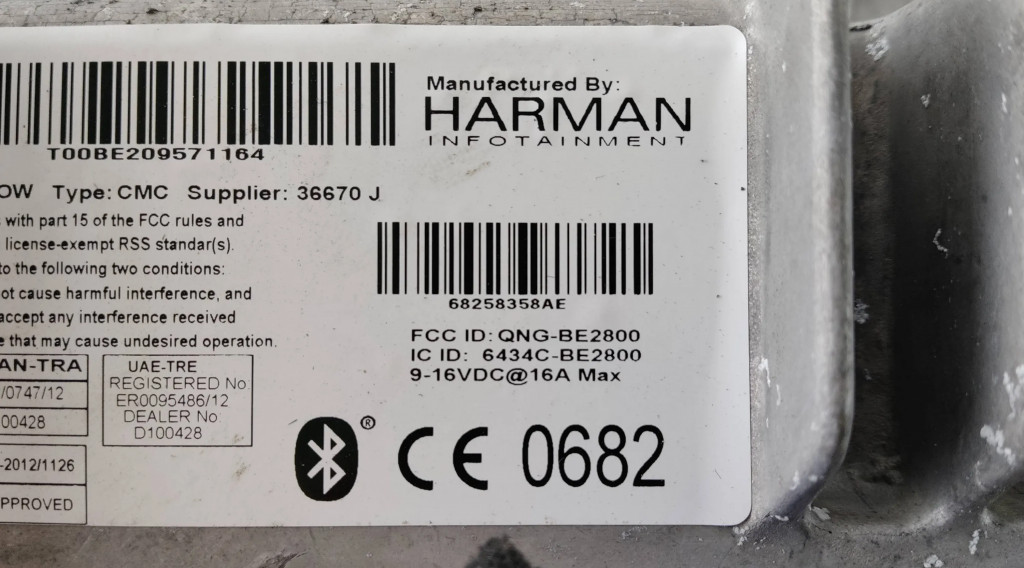 Manufactured By:
HARMAN
INFOTAINMENT
T00BE209571164
OW Type: CMC Supplier: 36670 J
with part 15 of the FCC rules and
license-exempt RSS standar(s).
to the following two conditions:
ot cause harmful interference, and
accept any interference received
e that may cause undesired operation.
68258358AE
FCC ID: QNG-BE2800
IC ID: 6434C-BE2800
9-16VDC@16A Max
AN-TRA
/0747/12
00428
-2012/1126
PPROVED
UAE-TRE
REGISTERED No:
ER0095486/12
DEALER No:
D100428
® CE 0682